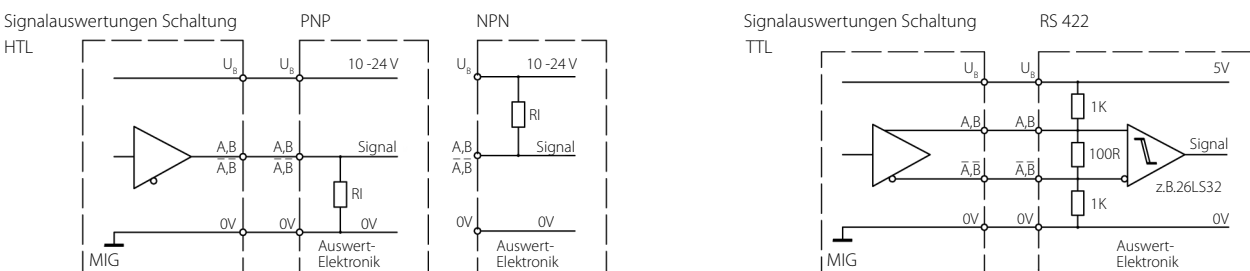 Signalauswertungen Schaltung PNP NPN
HTL
U_B U_B 10 -24 V U_B 10 -24 V
RI
A,B A,B Signal A,B Signal
A̅,B̅ A̅,B̅ A̅,B̅
RI
0V 0V 0V 0V 0V
MIG Auswert- Auswert-
Elektronik Elektronik
Signalauswertungen Schaltung RS 422
TTL
U_B U_B 5V
1K
A,B A,B
100R Signal
A̅,B̅ A̅,B̅
z.B.26LS32
1K
0V 0V 0V
MIG Auswert-
Elektronik